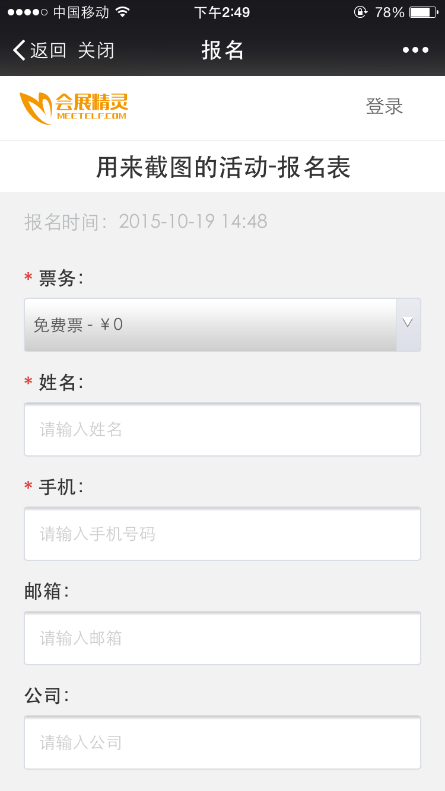 中国移动 下午2:49 78%
返回 关闭 报名 •••
会展精灵
MEETELF.COM
登录
用来截图的活动-报名表
报名时间：2015-10-19 14:48
* 票务：
免费票 - ￥0
* 姓名：
请输入姓名
* 手机：
请输入手机号码
邮箱：
请输入邮箱
公司：
请输入公司